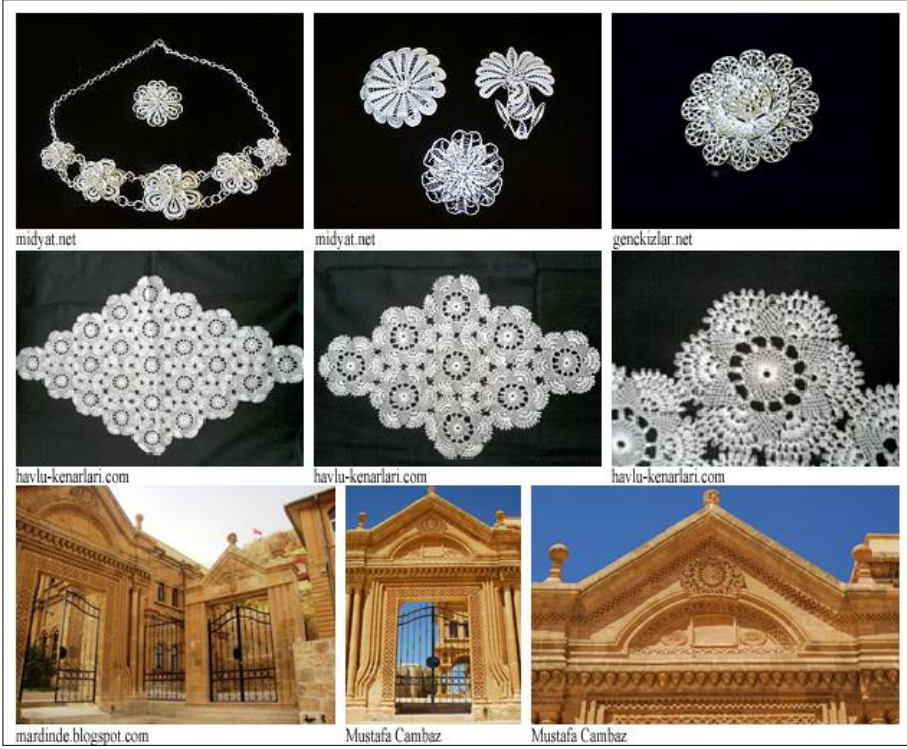 midyat.net
midyat.net
genckizlar.net
havlu-kenarlari.com
havlu-kenarlari.com
havlu-kenarlari.com
mardinde.blogspot.com
Mustafa Cambaz
Mustafa Cambaz